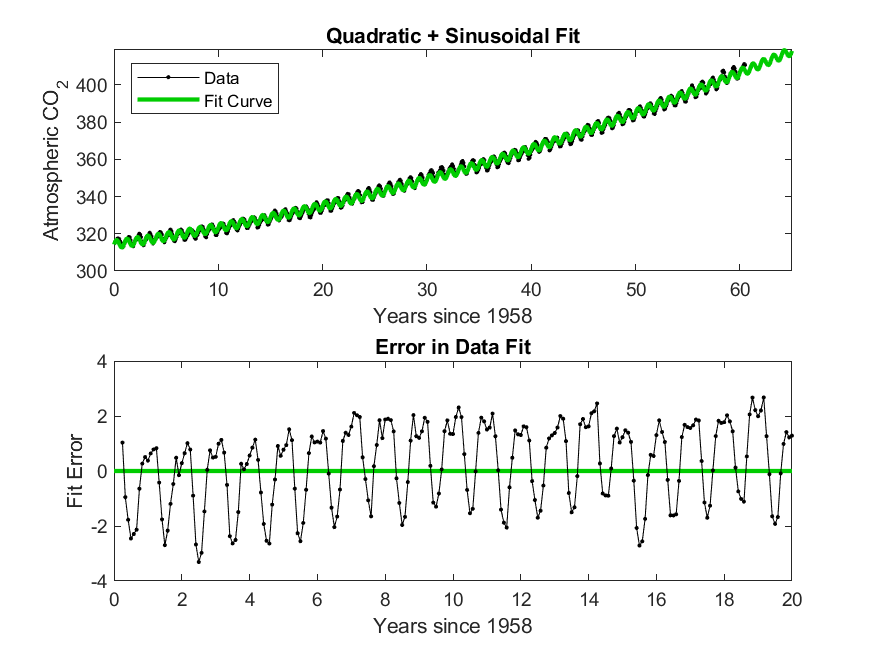 Quadratic + Sinusoidal Fit
Data
Fit Curve
Atmospheric CO2
400
380
360
340
320
300
0 10 20 30 40 50 60
Years since 1958
Error in Data Fit
Fit Error
4
2
0
-2
-4
0 2 4 6 8 10 12 14 16 18 20
Years since 1958